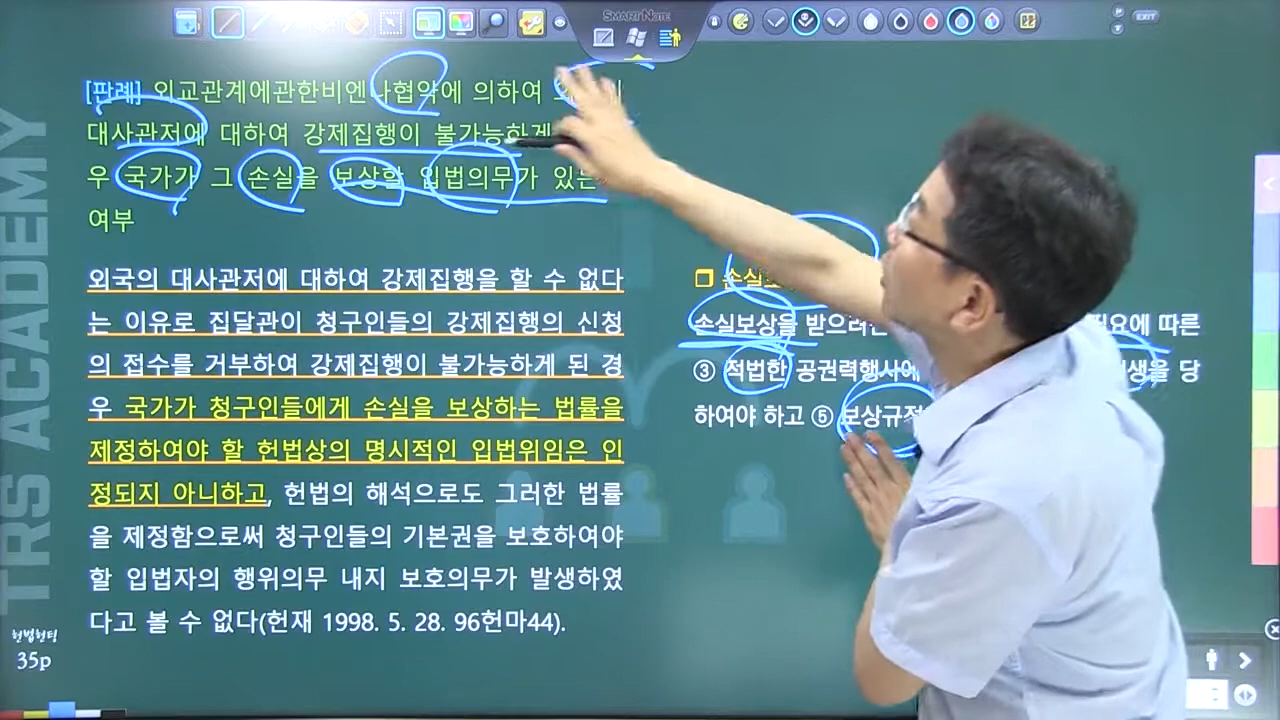 SMART NOTE
EXIT
[판례] 외교관계에관한비엔나협약에 의하여
대사관저에 대하여 강제집행이 불가능하게
우 국가가 그 손실을 보상할 입법의무가 있는
여부
외국의 대사관저에 대하여 강제집행을 할 수 없다
는 이유로 집달관이 청구인들의 강제집행의 신청
의 접수를 거부하여 강제집행이 불가능하게 된 경
우 국가가 청구인들에게 손실을 보상하는 법률을
제정하여야 할 헌법상의 명시적인 입법위임은 인
정되지 아니하고, 헌법의 해석으로도 그러한 법률
을 제정함으로써 청구인들의 기본권을 보호하여야
할 입법자의 행위의무 내지 보호의무가 발생하였
다고 볼 수 없다(헌재 1998. 5. 28. 96헌마44).
손실보상을 받으려면 필요에 따른
③ 적법한 공권력행사에 을 당
하여야 하고 ⑤ 보상규정
TRS ACADEMY
헌법헌팅
35p